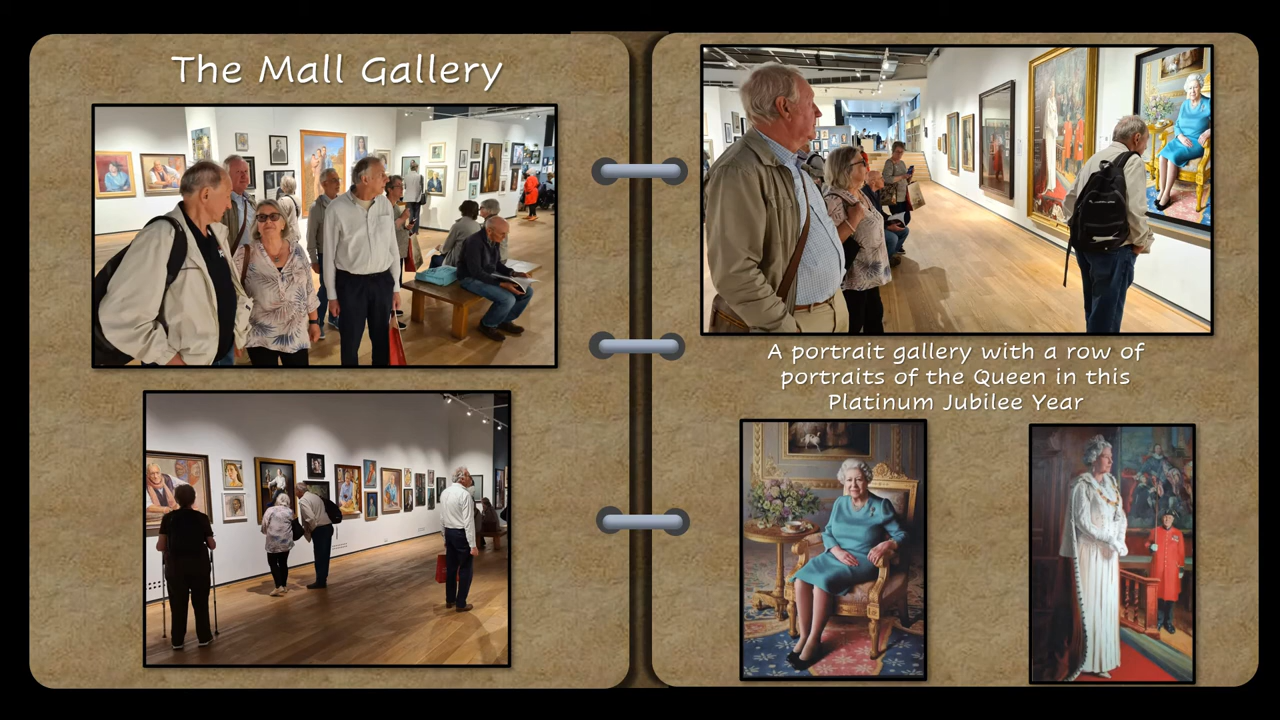 The Mall Gallery
A portrait gallery with a row of
portraits of the Queen in this
Platinum Jubilee Year